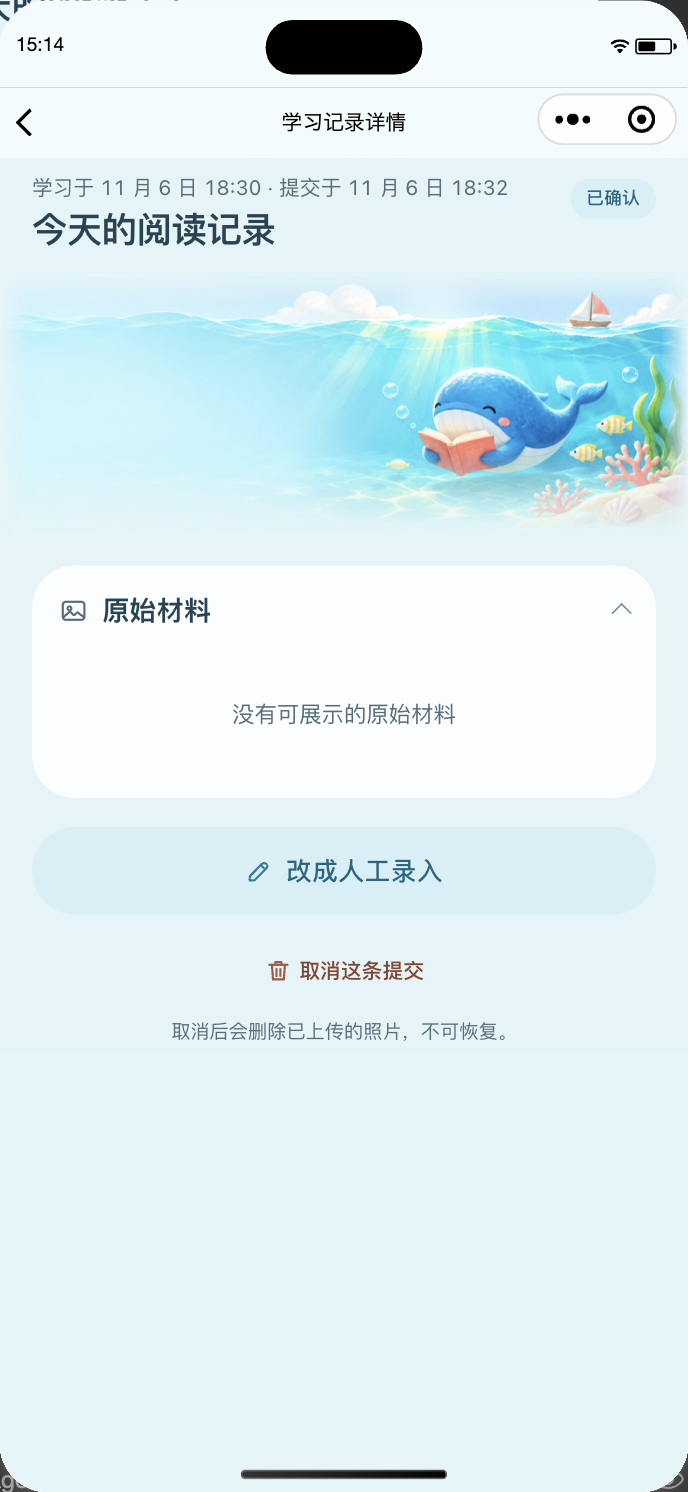 15:14
学习记录详情
学习于 11 月 6 日 18:30 · 提交于 11 月 6 日 18:32
已确认
今天的阅读记录
原始材料
没有可展示的原始材料
改成人工录入
取消这条提交
取消后会删除已上传的照片，不可恢复。